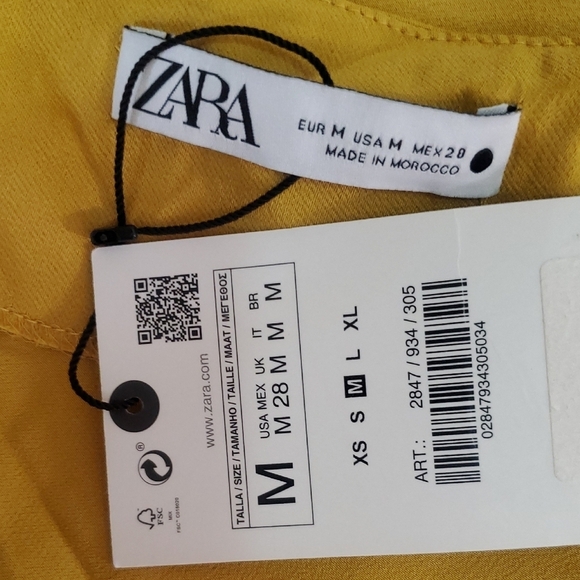 ZARA
EUR M USA M MEX 28
MADE IN MOROCCO
www.zara.com
TALLA / SIZE / TAMANHO / TAILLE / MAAT / ΜΕΓΕΘΟΣ
USA MEX UK IT BR
M M 28 M M M
XS S M L XL
ART.: 2847 / 934 / 305
02847934305034
®
FSC
MIX